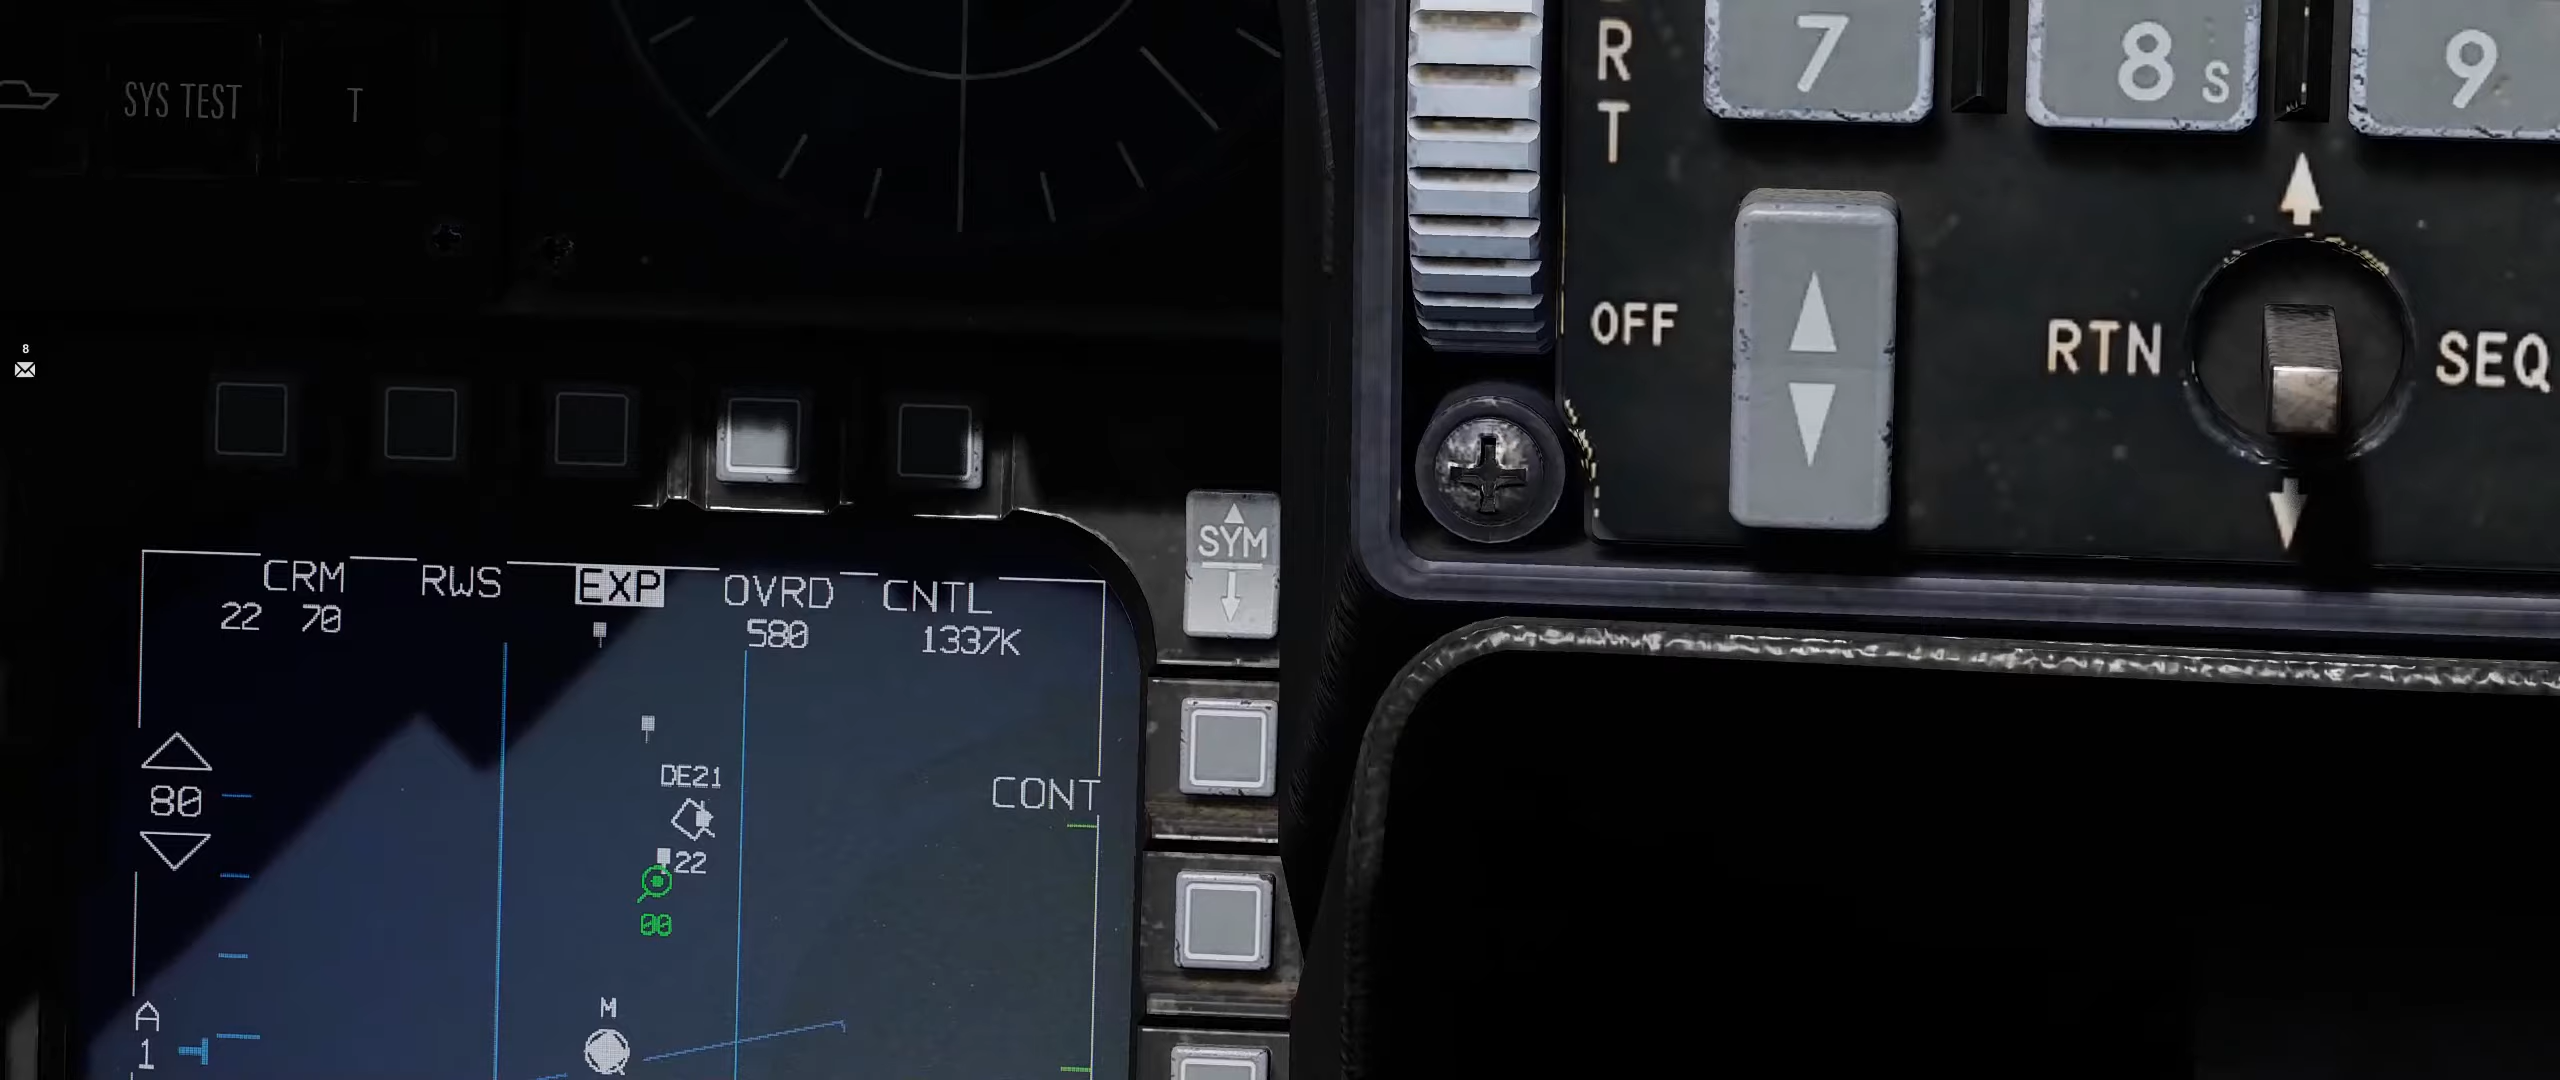 SYS TEST
T
R
T
7
8 S
9
OFF
RTN
SEQ
8
SYM
CRM
RWS
EXP
OVRD
CNTL
22 70
580
1337K
80
DE21
CONT
22
00
A
1
M